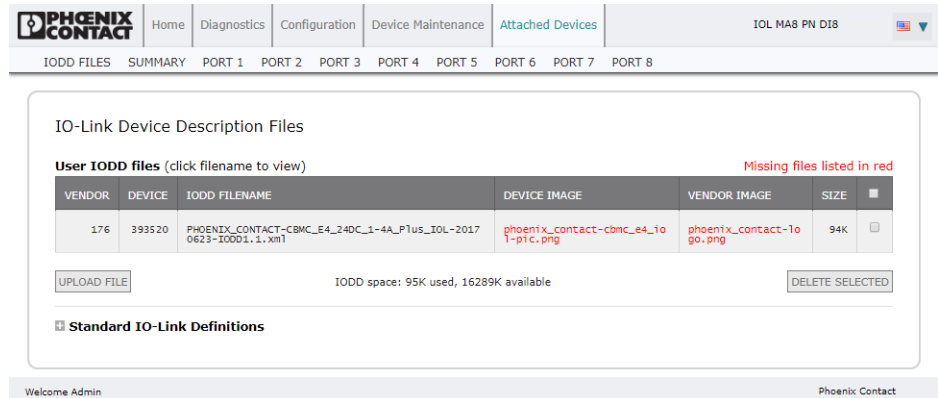 PHŒNIX CONTACT
Home Diagnostics Configuration Device Maintenance Attached Devices IOL MA8 PN DI8
IODD FILES SUMMARY PORT 1 PORT 2 PORT 3 PORT 4 PORT 5 PORT 6 PORT 7 PORT 8
IO-Link Device Description Files
User IODD files (click filename to view) Missing files listed in red
VENDOR DEVICE IODD FILENAME DEVICE IMAGE VENDOR IMAGE SIZE
176 393520 PHOENIX_CONTACT-CBMC_E4_24DC_1-4A_Plus_IOL-2017 phoenix_contact-cbmc_e4_io phoenix_contact-lo 94K
0623-IODD1.1.xml l-pic.png go.png
UPLOAD FILE IODD space: 95K used, 16289K available DELETE SELECTED
Standard IO-Link Definitions
Welcome Admin Phoenix Contact